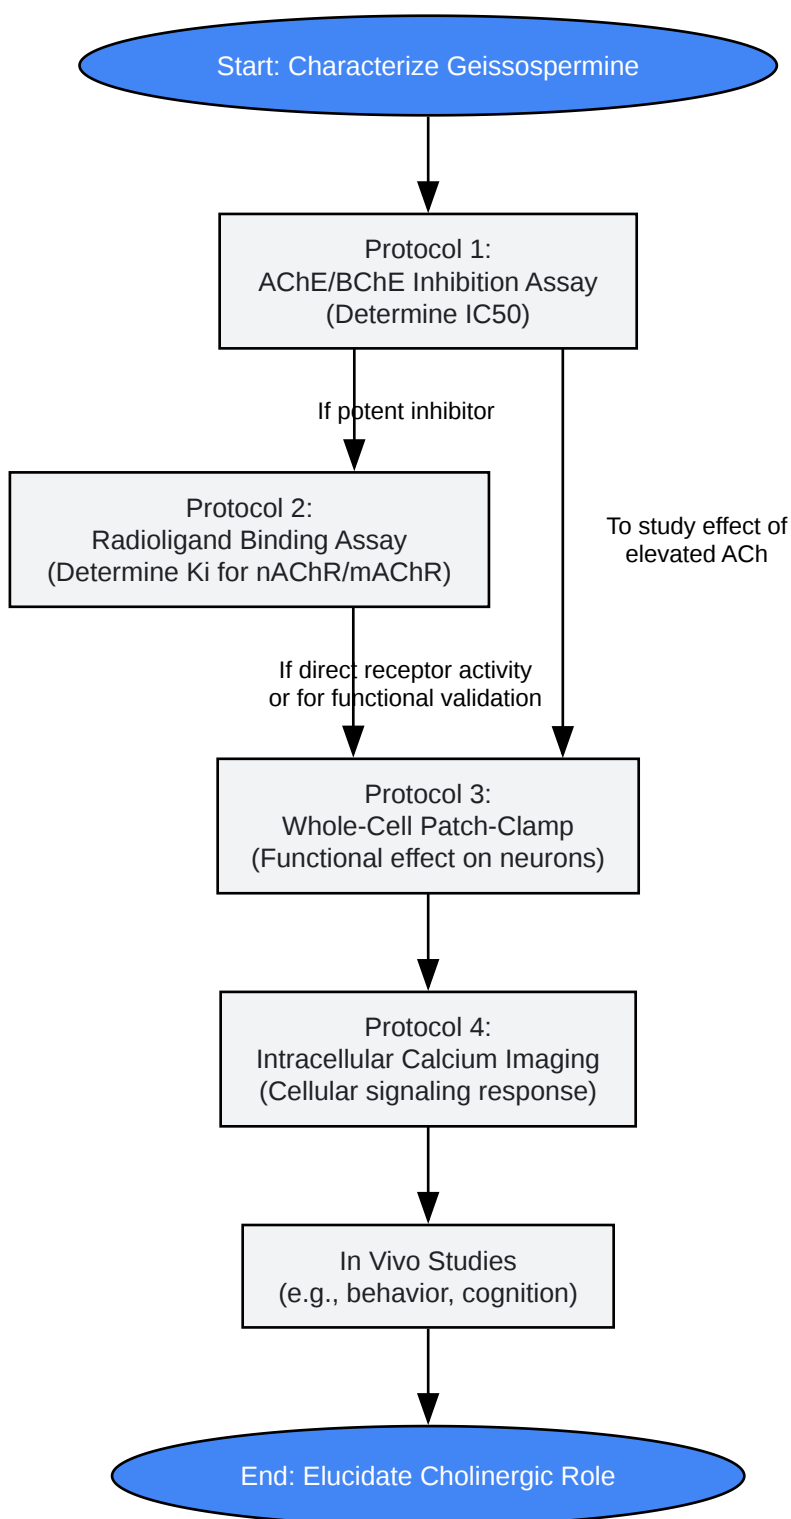 Start: Characterize Geissospermine
Protocol 1:
AChE/BChE Inhibition Assay
(Determine IC50)
If potent inhibitor
Protocol 2:
Radioligand Binding Assay
(Determine Ki for nAChR/mAChR)
To study effect of
elevated ACh
If direct receptor activity
or for functional validation
Protocol 3:
Whole-Cell Patch-Clamp
(Functional effect on neurons)
Protocol 4:
Intracellular Calcium Imaging
(Cellular signaling response)
In Vivo Studies
(e.g., behavior, cognition)
End: Elucidate Cholinergic Role